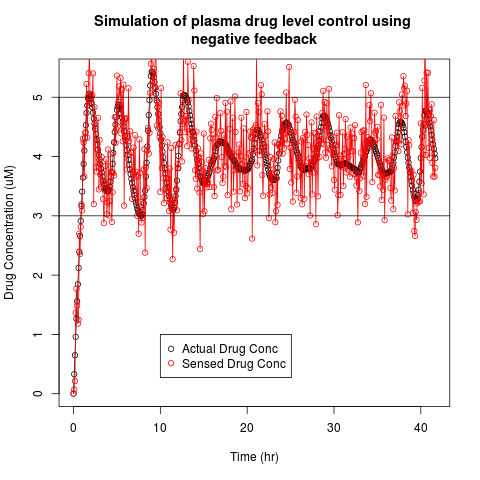 Simulation of plasma drug level control using
negative feedback
Drug Concentration (uM)
5
4
3
2
1
0
Actual Drug Conc
Sensed Drug Conc
0 10 20 30 40
Time (hr)